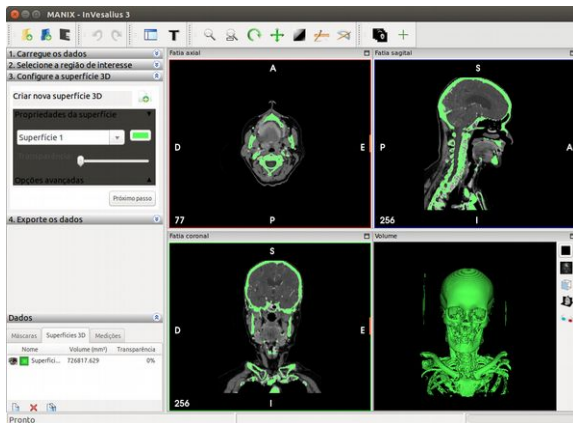 MANIX - InVesalius 3
T
1. Carregue os dados
2. Selecione a região de interesse
3. Configure a superfície 3D
Criar nova superfície 3D
Propriedades da superfície
Superfície 1
Transparência
Opções avançadas
Próximo passo
4. Exporte os dados
Dados
Máscaras Superfícies 3D Medições
Nome Volume (mm³) Transparência
Superfíci... 726817.629 0%
Pronto
Fatia axial
A
D E
77 P
Fatia sagital
S
P A
256 I
Fatia coronal
S
D E
256 I
Volume